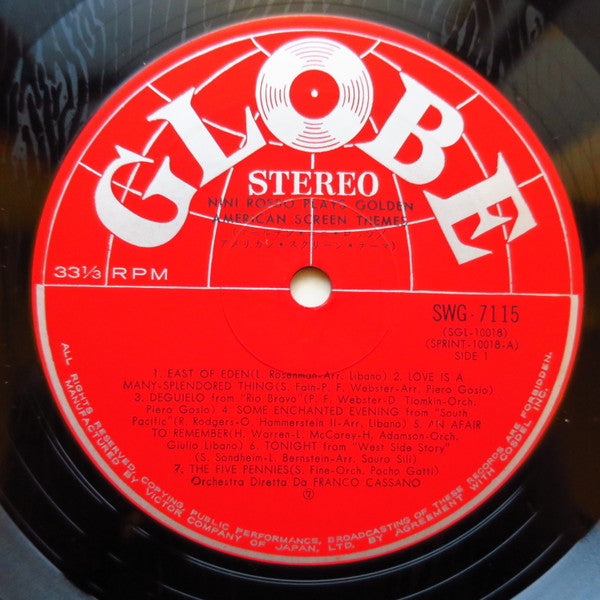 GLOBE
STEREO
NINI ROSSO PLAYS GOLDEN
AMERICAN SCREEN THEMES
アメリカン・スクリーン・テーマ)
33⅓ RPM
SWG-7115
(SGL-10018)
(SPRINT-10018-A)
SIDE 1
1. EAST OF EDEN(L. Rosenman-Arr. Libano) 2. LOVE IS A
MANY-SPLENDORED THING(S. Fain-P. F. Webster-Arr. Piero Gosio)
3. DEGUIELO from "Rio Bravo"(P. F. Webster-D. Tiomkin-Orch.
Piero Gosio) 4. SOME ENCHANTED EVENING from "South
Pacific"(R. Rodgers-O. Hammerstein II-Arr. Libano) 5. AN AFAIR
TO REMEMBER(H. Warren-L. McCarey-H. Adamson-Orch.
Giulio Libano) 6. TONIGHT from "West Side Story"
(S. Sondheim-L. Bernstein-Arr. Sauro Sili)
7. THE FIVE PENNIES(S. Fine-Orch. Pocho Gatti)
Orchestra Diretta Da FRANCO CASSANO
⑦
ALL RIGHTS RESERVED. COPYING, PUBLIC PERFORMANCE, BROADCASTING OF THESE RECORDS ARE FORBIDDEN.
MANUFACTURED BY VICTOR COMPANY OF JAPAN, LTD. BY AGREEMENT WITH COSDEL INC.